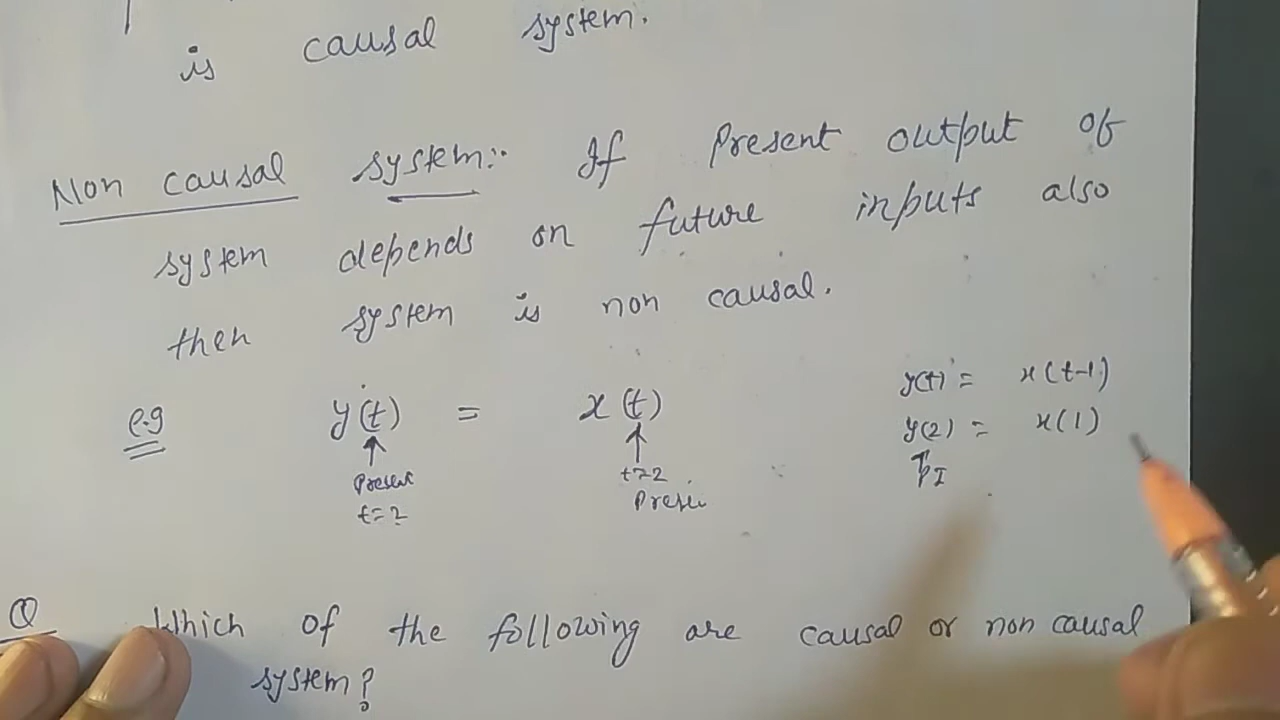 is causal system.
Non causal system:- If Present output of
system depends on future inputs also
then system is non causal.
e.g y(t) = x(t)
Present t=2
t=2 Prese
y(t) = x(t-1)
y(2) = x(1)
Q Which of the following are causal or non causal
system?